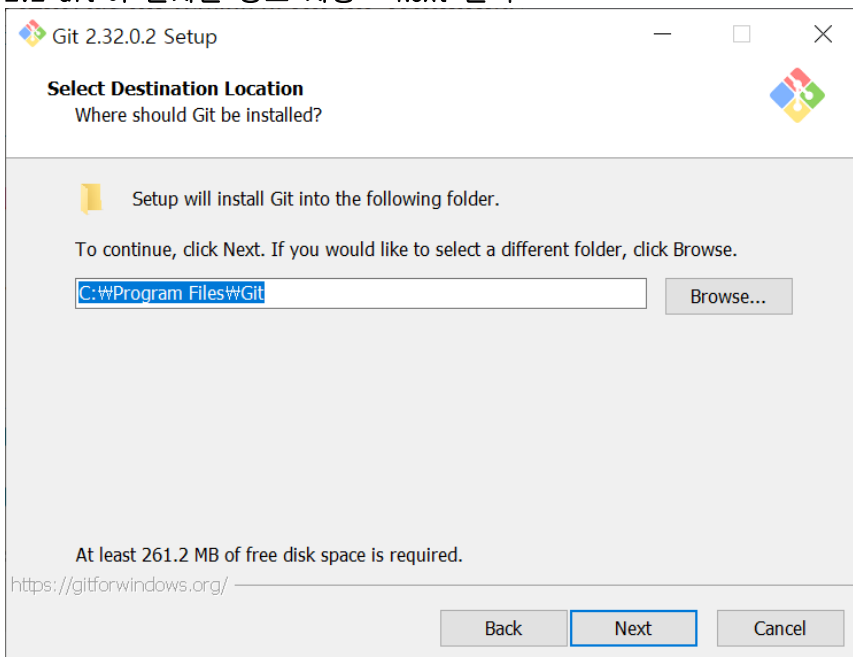 Git 2.32.0.2 Setup
Select Destination Location
Where should Git be installed?
Setup will install Git into the following folder.
To continue, click Next. If you would like to select a different folder, click Browse.
C:₩Program Files₩Git
Browse...
At least 261.2 MB of free disk space is required.
https://gitforwindows.org/
Back
Next
Cancel